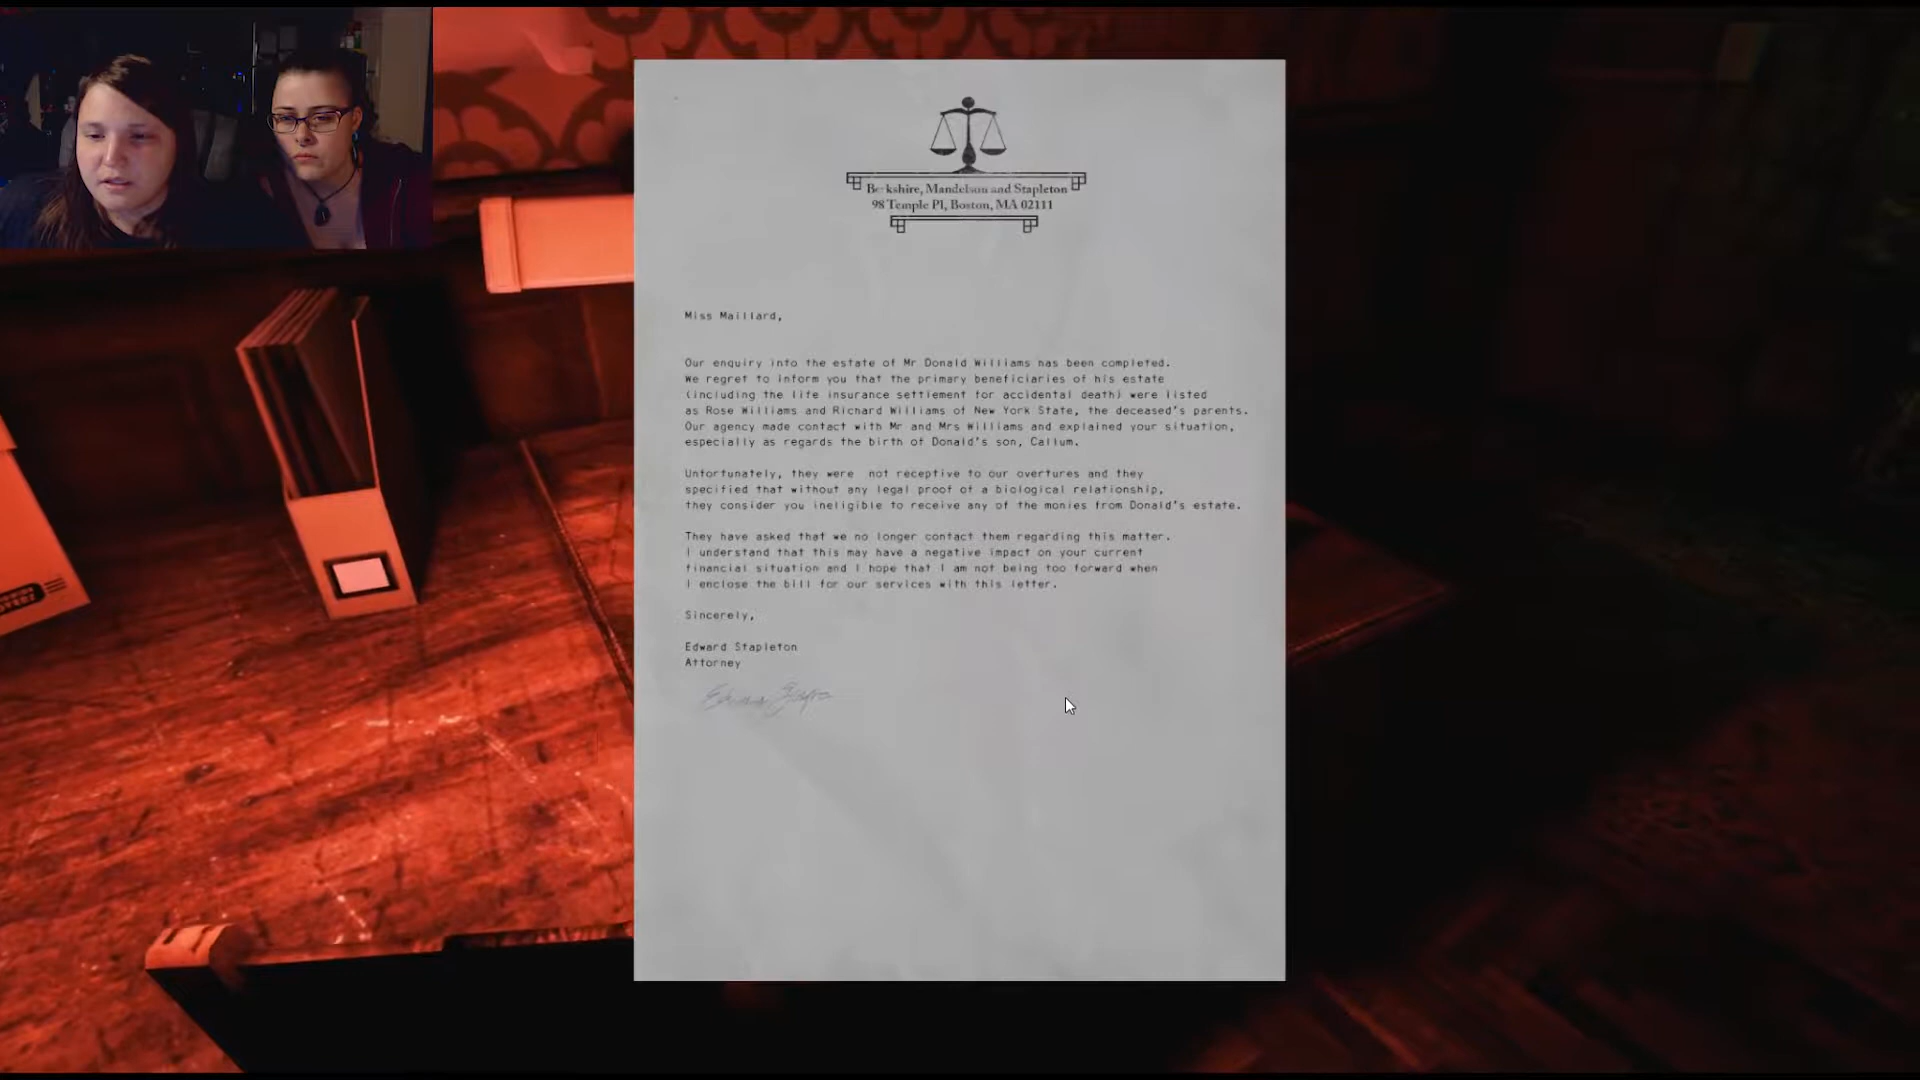 Berkshire, Mandelson and Stapleton
98 Temple Pl, Boston, MA 02111
Miss Maillard,
Our enquiry into the estate of Mr Donald Williams has been completed.
We regret to inform you that the primary beneficiaries of his estate
(including the life insurance settlement for accidental death) were listed
as Rose Williams and Richard Williams of New York State, the deceased's parents.
Our agency made contact with Mr and Mrs Williams and explained your situation,
especially as regards the birth of Donald's son, Callum.
Unfortunately, they were not receptive to our overtures and they
specified that without any legal proof of a biological relationship,
they consider you ineligible to receive any of the monies from Donald's estate.
They have asked that we no longer contact them regarding this matter.
I understand that this may have a negative impact on your current
financial situation and I hope that I am not being too forward when
I enclose the bill for our services with this letter.
Sincerely,
Edward Stapleton
Attorney